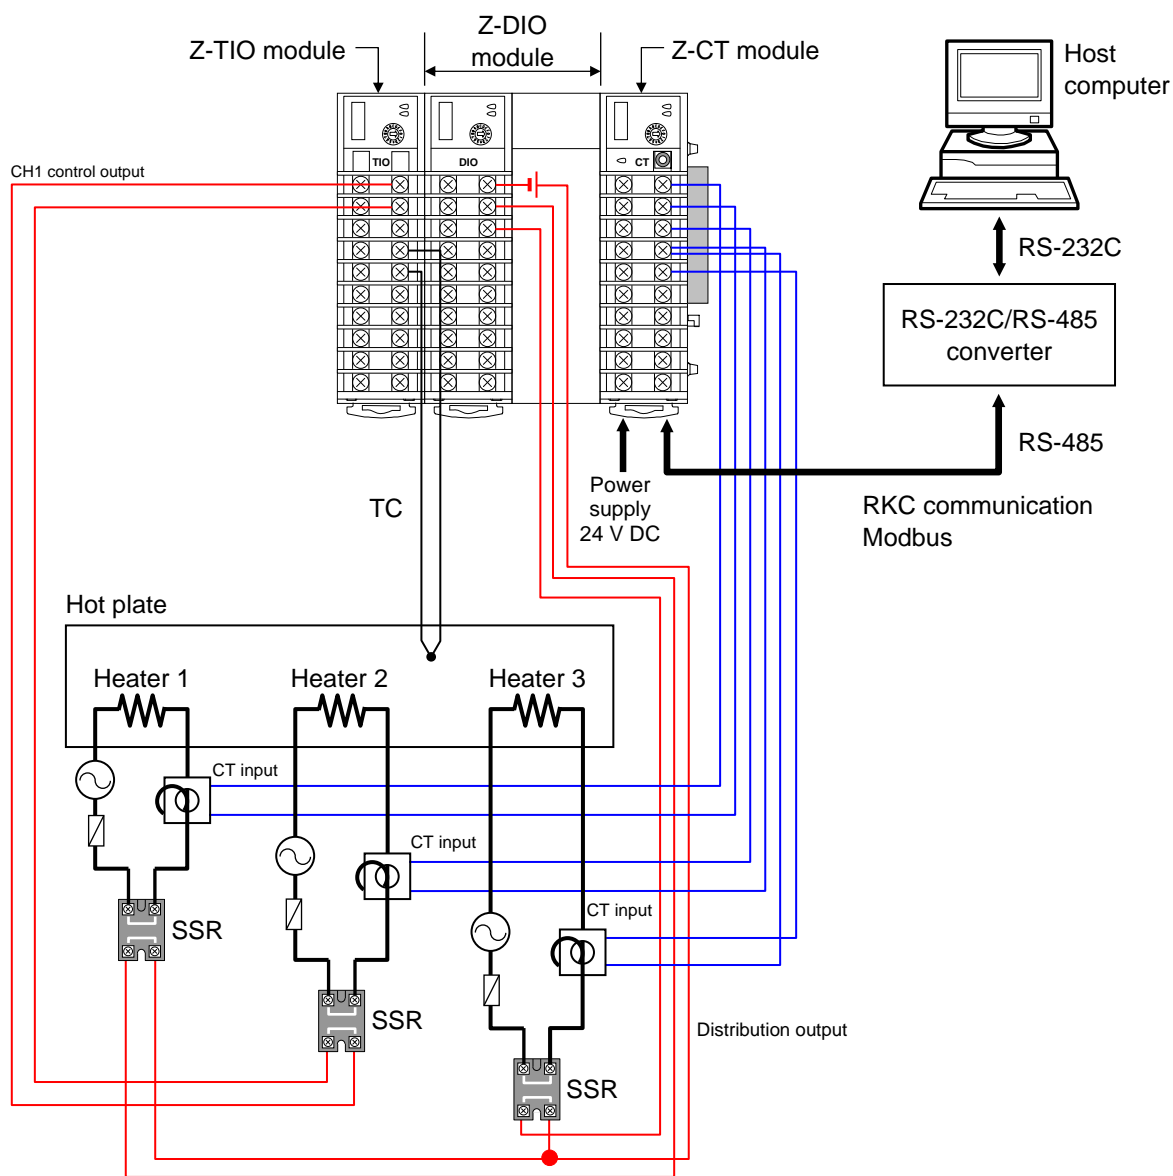 Z-TIO module
Z-DIO
module
Z-CT module
Host
computer
TIO
DIO
CT
CH1 control output
RS-232C
RS-232C/RS-485
converter
RS-485
Power
supply
24 V DC
RKC communication
Modbus
TC
Hot plate
Heater 1
Heater 2
Heater 3
CT input
CT input
CT input
SSR
SSR
SSR
Distribution output